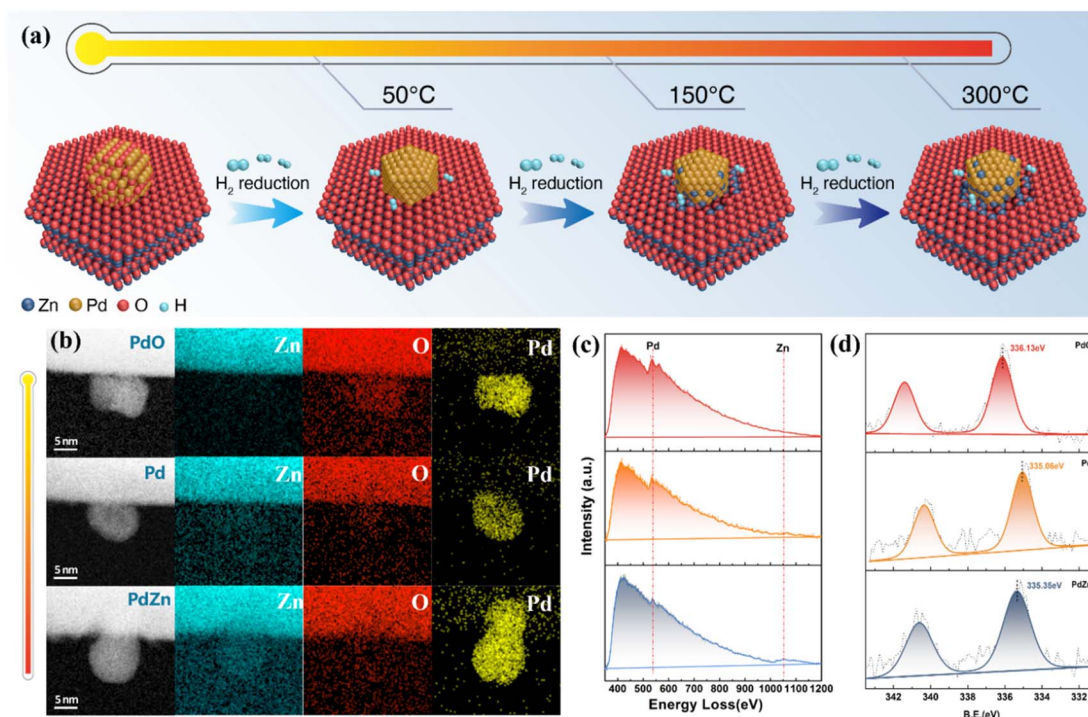 (a)
50°C
150°C
300°C
H₂ reduction
H₂ reduction
H₂ reduction
Zn
Pd
O
H
(b)
PdO
Zn
O
Pd
5 nm
Pd
Zn
O
Pd
5 nm
PdZn
Zn
O
Pd
5 nm
(c)
Pd
Zn
Intensity (a.u.)
400 500 600 700 800 900 1000 1100 1200
Energy Loss(eV)
(d)
336.13eV
335.06eV
335.35eV
342 340 338 336 334 332
B.E.(eV)